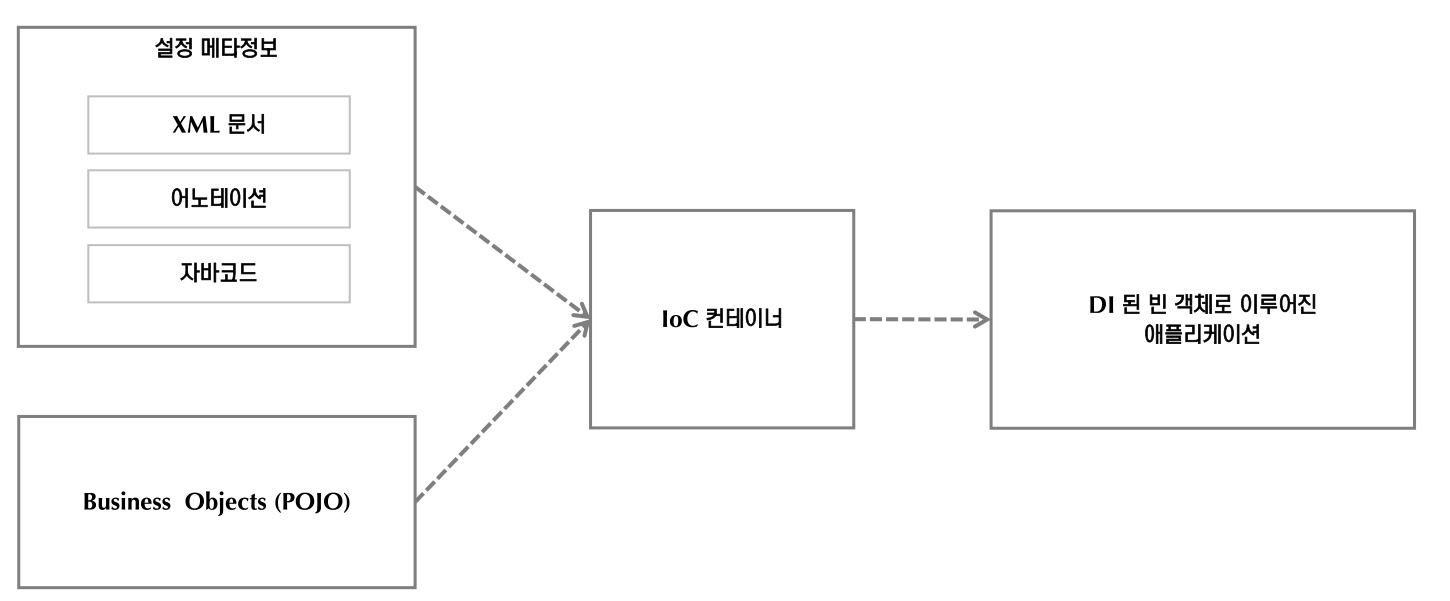 설정 메타정보
XML 문서
어노테이션
자바코드
Business Objects (POJO)
IoC 컨테이너
DI 된 빈 객체로 이루어진
애플리케이션